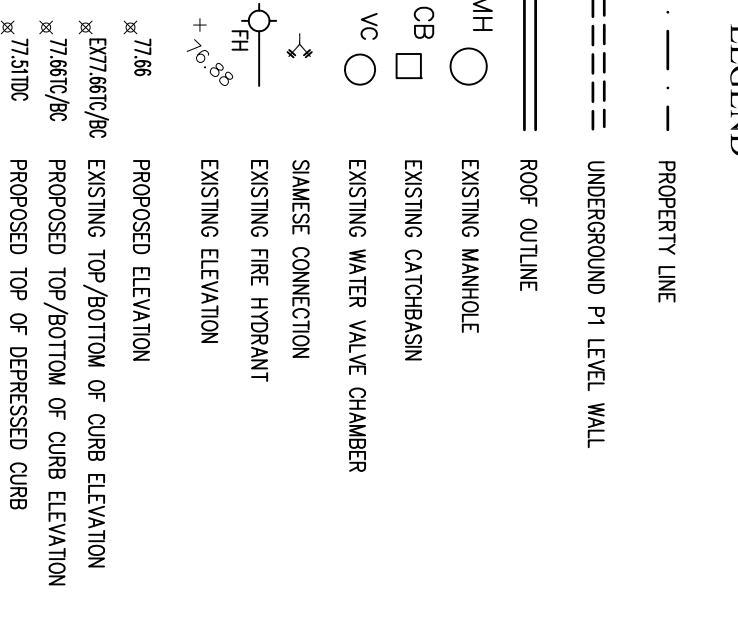 LEGEND
PROPERTY LINE
UNDERGROUND P1 LEVEL WALL
ROOF OUTLINE
MH EXISTING MANHOLE
CB EXISTING CATCHBASIN
VC EXISTING WATER VALVE CHAMBER
SIAMESE CONNECTION
FH EXISTING FIRE HYDRANT
+ 76.88 EXISTING ELEVATION
77.66 PROPOSED ELEVATION
EX77.66TC/BC EXISTING TOP/BOTTOM OF CURB ELEVATION
77.66TC/BC PROPOSED TOP/BOTTOM OF CURB ELEVATION
77.51TDC PROPOSED TOP OF DEPRESSED CURB